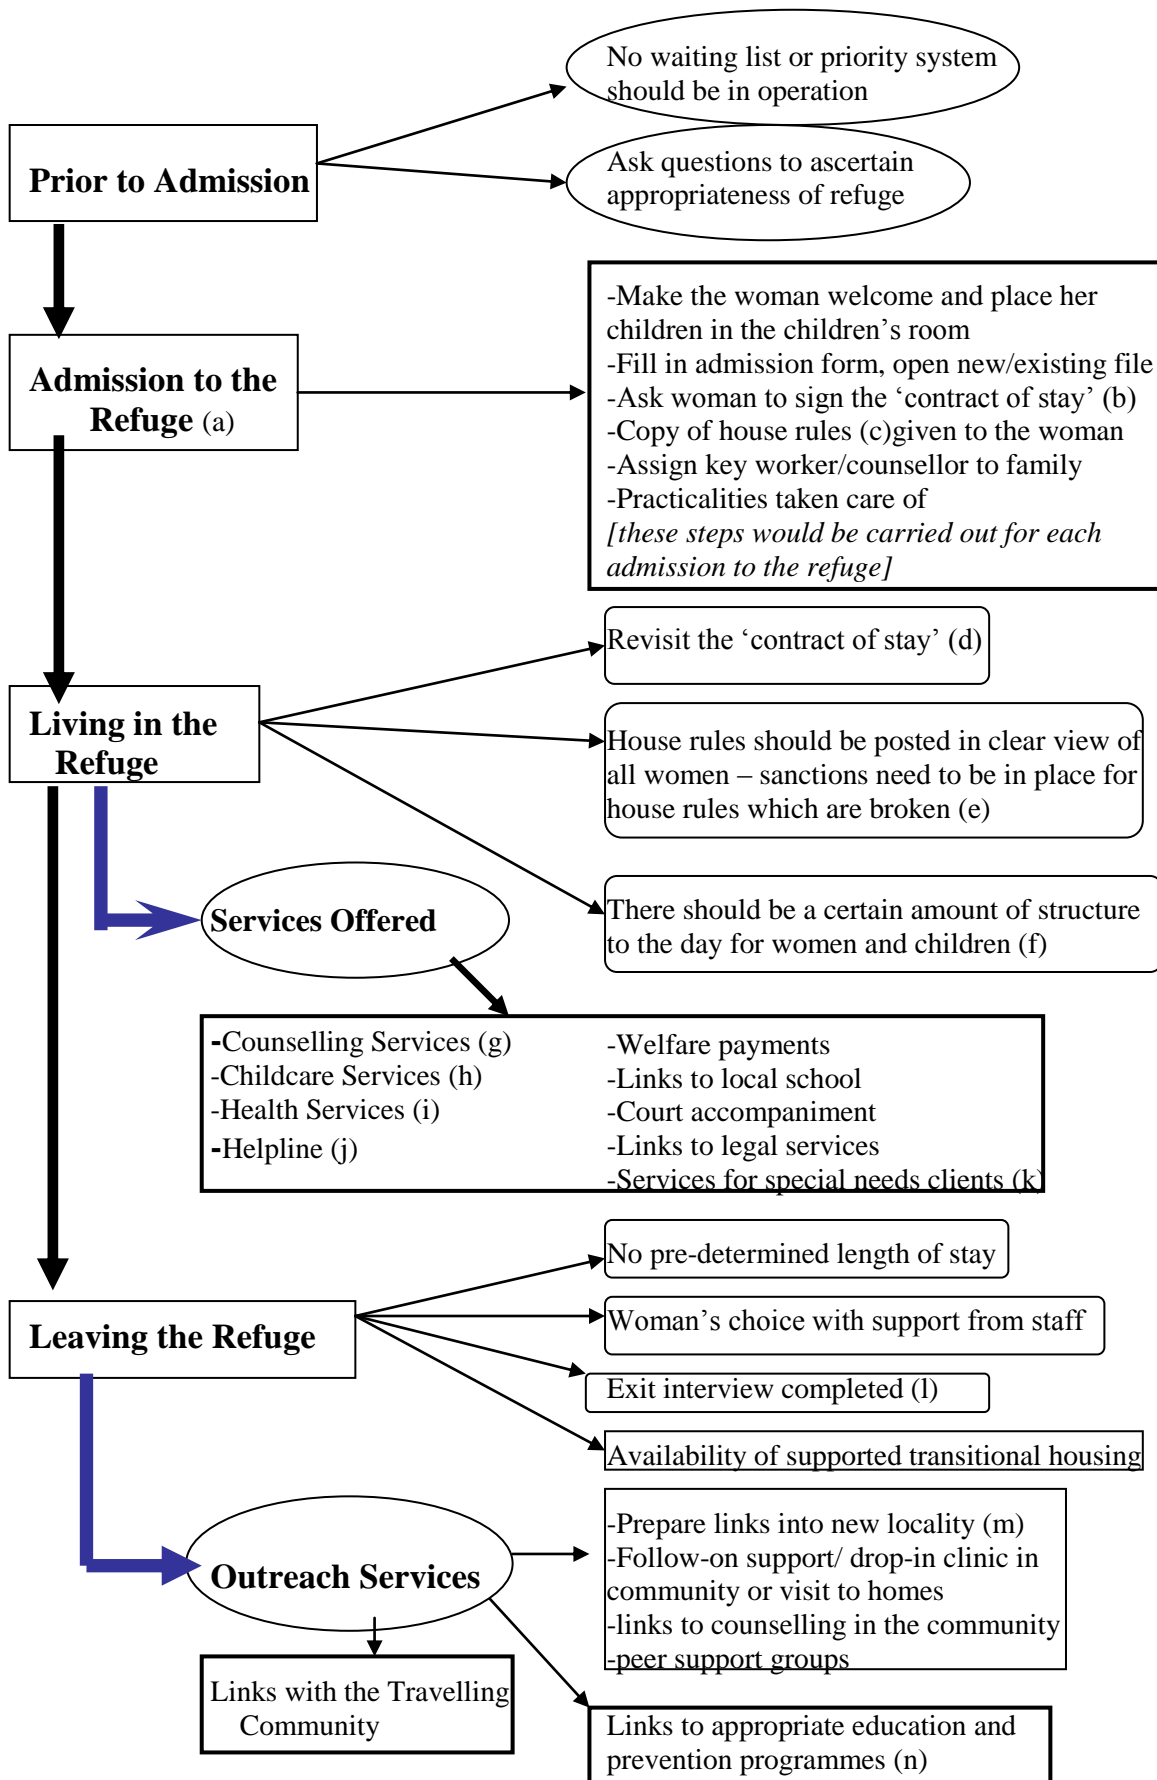 No waiting list or priority system
should be in operation
Prior to Admission
Ask questions to ascertain
appropriateness of refuge
Admission to the
Refuge (a)
-Make the woman welcome and place her
children in the children’s room
-Fill in admission form, open new/existing file
-Ask woman to sign the ‘contract of stay’ (b)
-Copy of house rules (c)given to the woman
-Assign key worker/counsellor to family
-Practicalities taken care of
[these steps would be carried out for each
admission to the refuge]
Living in the
Refuge
Revisit the ‘contract of stay’ (d)
House rules should be posted in clear view of
all women – sanctions need to be in place for
house rules which are broken (e)
There should be a certain amount of structure
to the day for women and children (f)
Services Offered
-Counselling Services (g)
-Childcare Services (h)
-Health Services (i)
-Helpline (j)
-Welfare payments
-Links to local school
-Court accompaniment
-Links to legal services
-Services for special needs clients (k)
Leaving the Refuge
No pre-determined length of stay
Woman’s choice with support from staff
Exit interview completed (l)
Availability of supported transitional housing
Outreach Services
-Prepare links into new locality (m)
-Follow-on support/ drop-in clinic in
community or visit to homes
-links to counselling in the community
-peer support groups
Links with the Travelling
Community
Links to appropriate education and
prevention programmes (n)